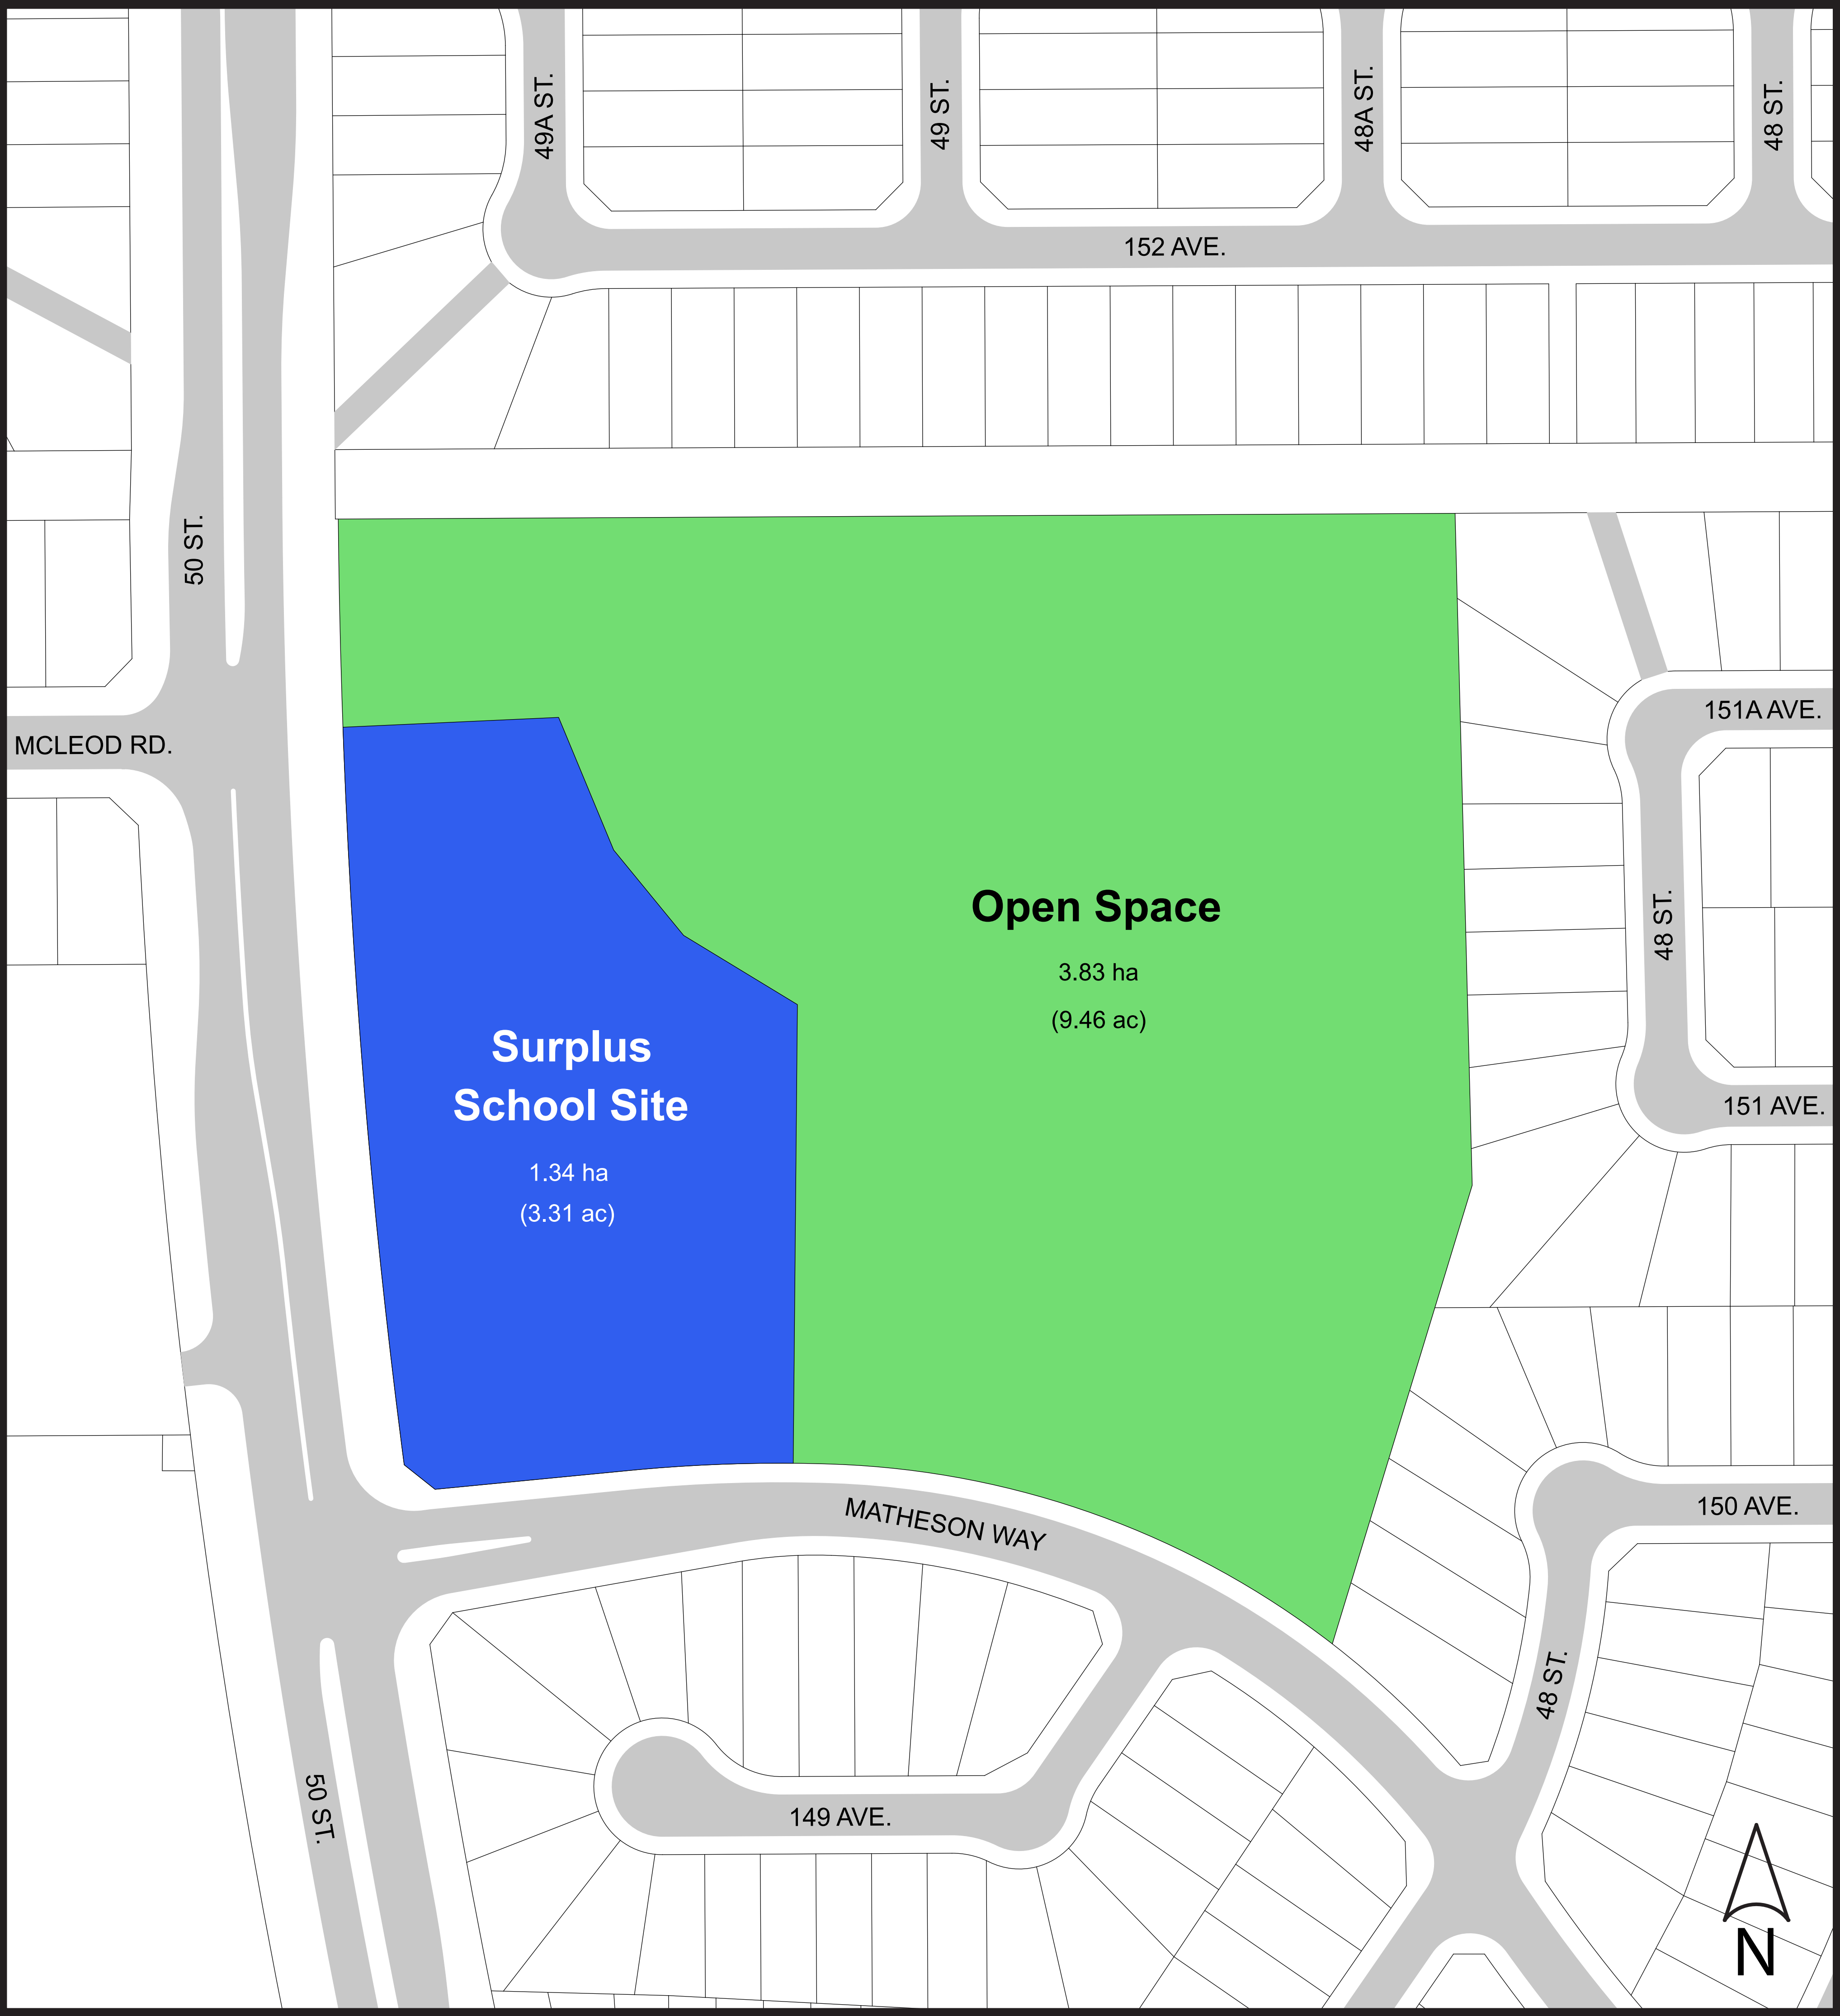 49A ST.
49 ST.
48A ST.
48 ST.
152 AVE.
50 ST.
MCLEOD RD.
151A AVE.
Open Space
3.83 ha
(9.46 ac)
48 ST.
Surplus
School Site
1.34 ha
(3.31 ac)
151 AVE.
MATHESON WAY
150 AVE.
48 ST.
50 ST.
149 AVE.
N